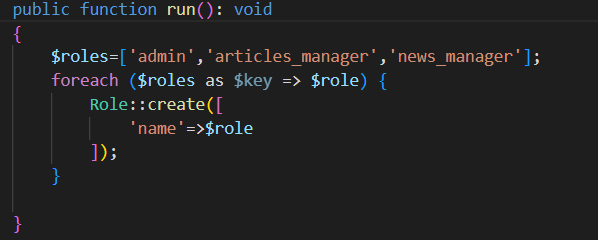 public function run(): void
{
    $roles=['admin','articles_manager','news_manager'];
    foreach ($roles as $key => $role) {
        Role::create([
            'name'=>$role
        ]);
    }
}